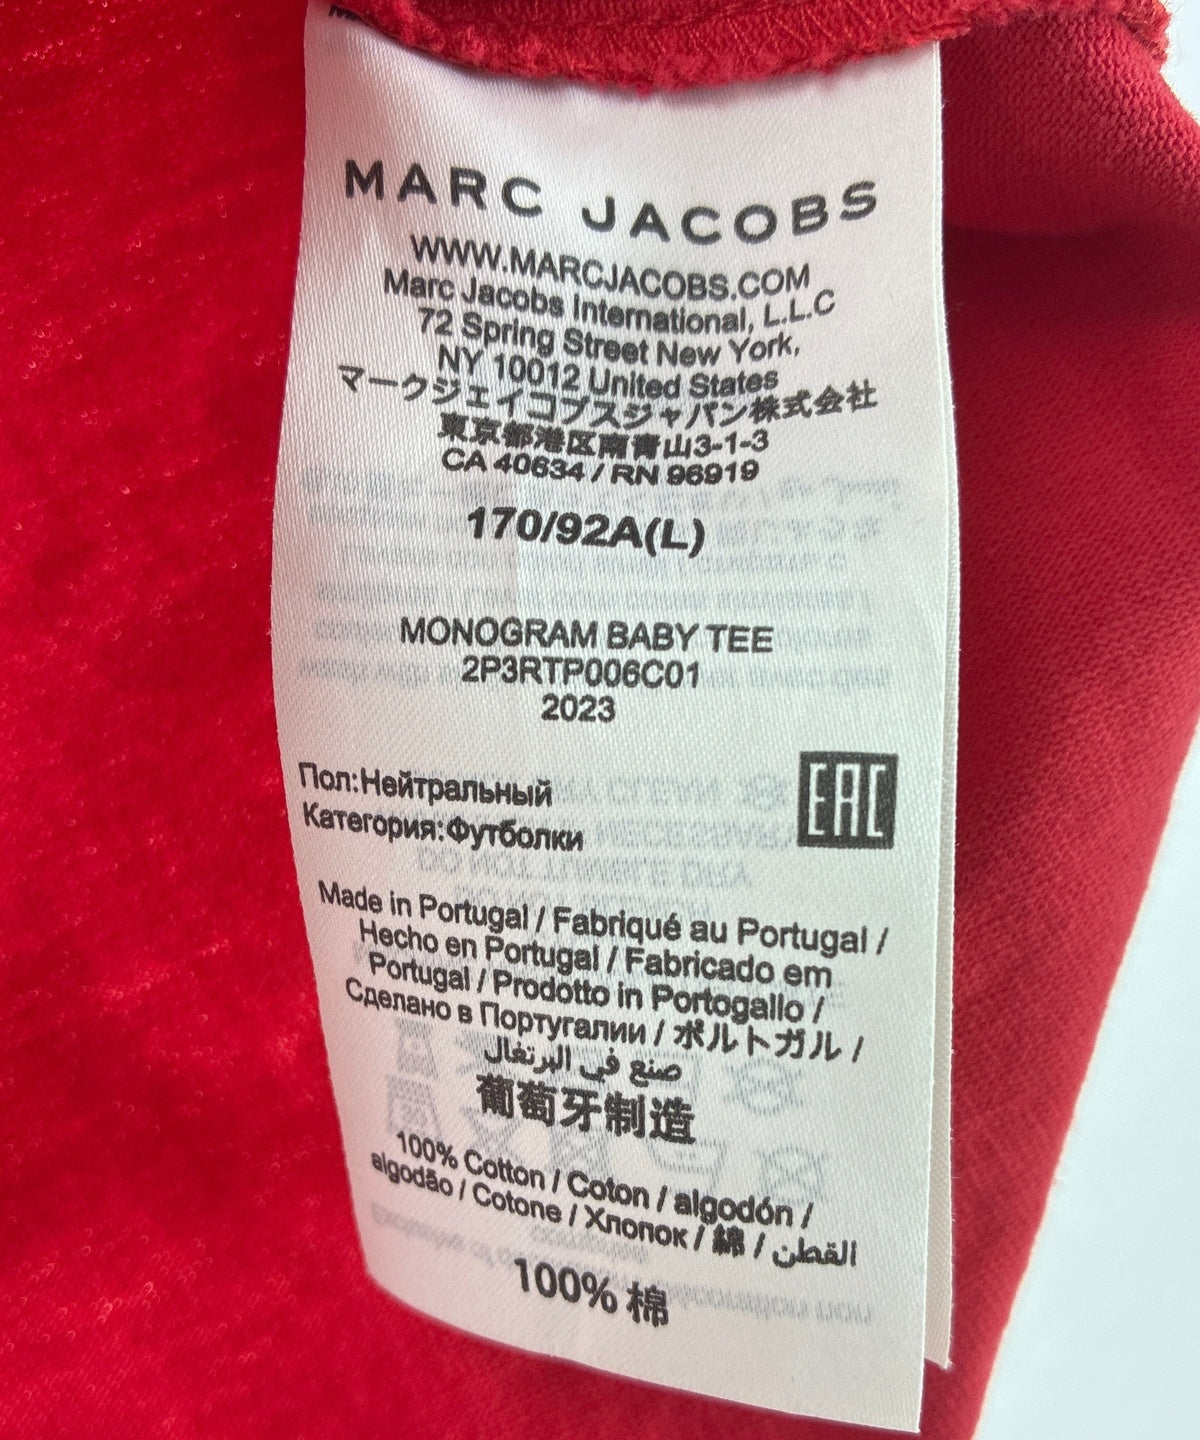 MARC JACOBS
WWW.MARCJACOBS.COM
Marc Jacobs International, L.L.C
72 Spring Street New York,
NY 10012 United States
マークジェイコブスジャパン株式会社
東京都港区南青山3-1-3
CA 40634 / RN 96919
170/92A(L)
MONOGRAM BABY TEE
2P3RTP006C01
2023
Пол:Нейтральный
Категория:Футболки
EAC
Made in Portugal / Fabriqué au Portugal /
Hecho en Portugal / Fabricado em
Portugal / Prodotto in Portogallo /
Сделано в Португалии / ポルトガル /
صنع في البرتغال
葡萄牙制造
100% Cotton / Coton / algodón /
algodão / Cotone / Хлопок / 綿 / القطن
100% 棉